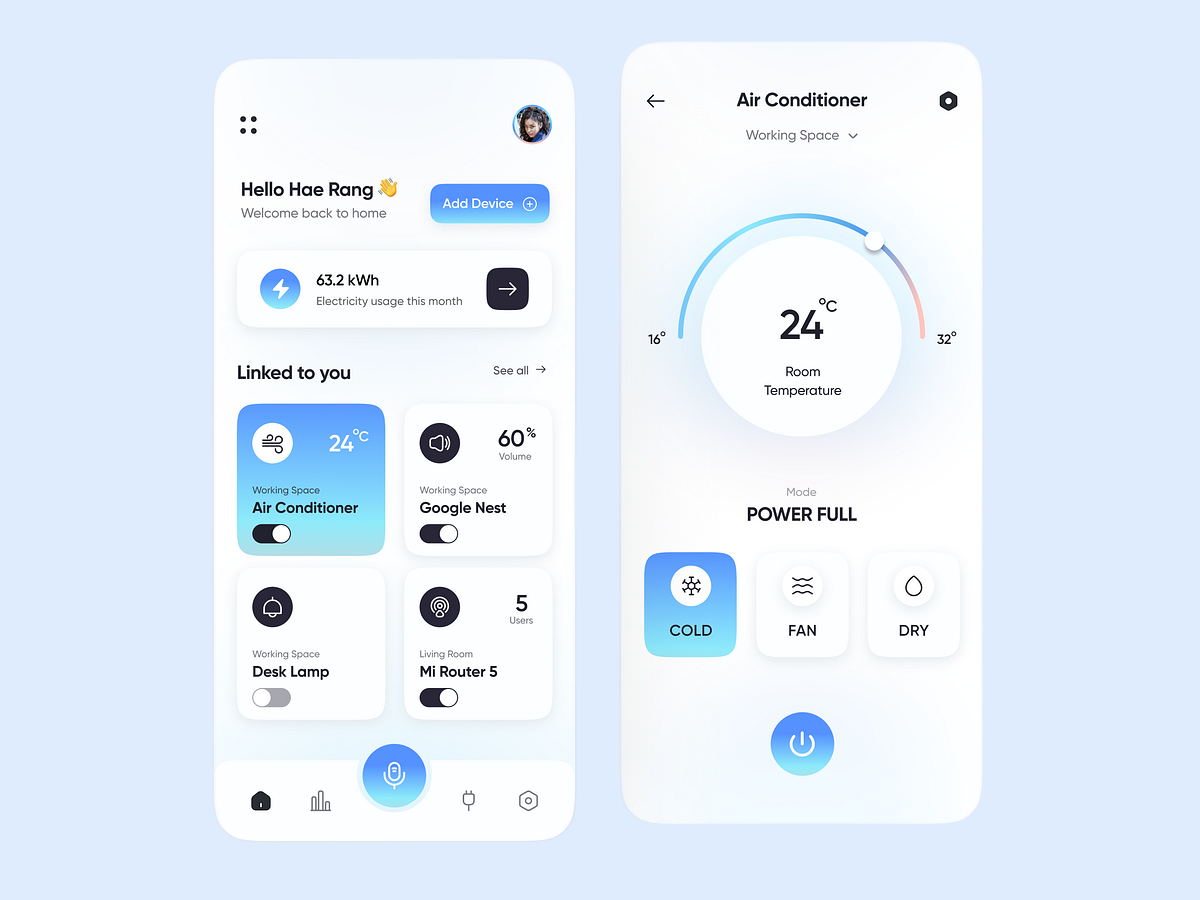 Hello Hae Rang 👋
Welcome back to home
Add Device
63.2 kWh
Electricity usage this month
Linked to you
See all →
24°C
Working Space
Air Conditioner
60%
Volume
Working Space
Google Nest
Working Space
Desk Lamp
5
Users
Living Room
Mi Router 5
Air Conditioner
Working Space
16°
32°
24°C
Room
Temperature
Mode
POWER FULL
COLD
FAN
DRY